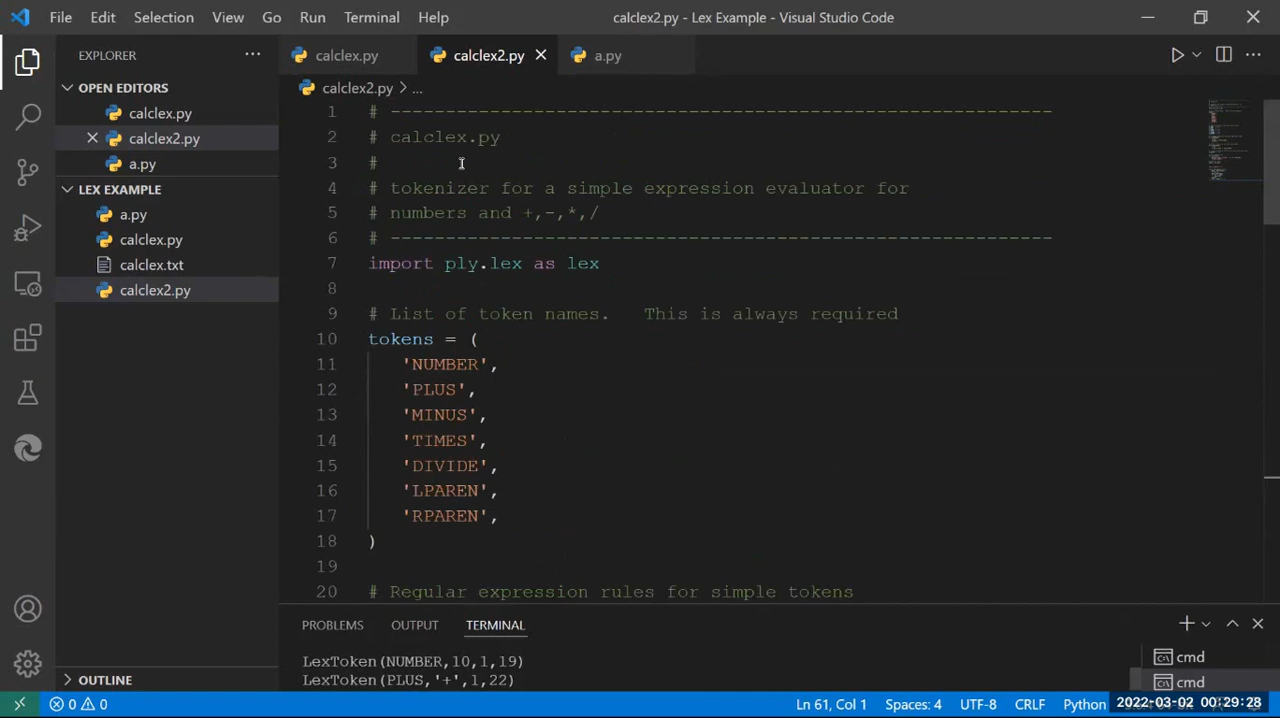 File Edit Selection View Go Run Terminal Help
calclex2.py - Lex Example - Visual Studio Code
EXPLORER
OPEN EDITORS
calclex.py
calclex2.py
a.py
LEX EXAMPLE
a.py
calclex.py
calclex.txt
calclex2.py
OUTLINE
calclex.py calclex2.py a.py
calclex2.py > ...
1 # -------------------------------------------------------------
2 # calclex.py
3 #
4 # tokenizer for a simple expression evaluator for
5 # numbers and +,-,*,/
6 # -------------------------------------------------------------
7 import ply.lex as lex
8
9 # List of token names.   This is always required
10 tokens = (
11    'NUMBER',
12    'PLUS',
13    'MINUS',
14    'TIMES',
15    'DIVIDE',
16    'LPAREN',
17    'RPAREN',
18 )
19
20 # Regular expression rules for simple tokens
PROBLEMS OUTPUT TERMINAL
LexToken(NUMBER,10,1,19)
LexToken(PLUS,'+',1,22)
cmd
cmd
0 0 Ln 61, Col 1 Spaces: 4 UTF-8 CRLF Python
2022-03-02 00:29:28